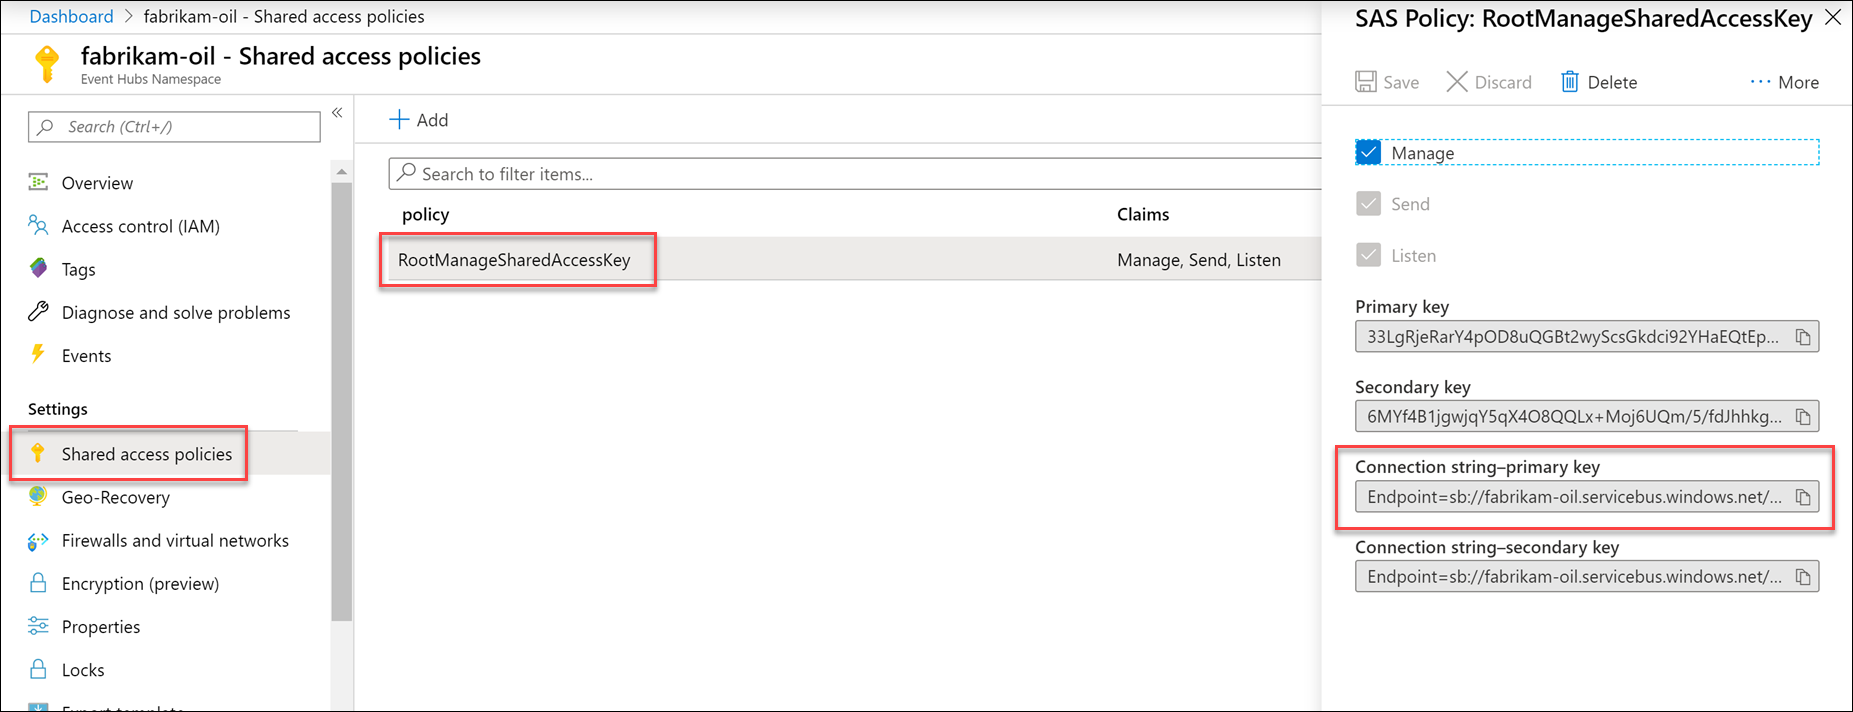 Dashboard > fabrikam-oil - Shared access policies
fabrikam-oil - Shared access policies
Event Hubs Namespace
Search (Ctrl+/)
Overview
Access control (IAM)
Tags
Diagnose and solve problems
Events
Settings
Shared access policies
Geo-Recovery
Firewalls and virtual networks
Encryption (preview)
Properties
Locks
Export template
+ Add
Search to filter items...
policy Claims
RootManageSharedAccessKey Manage, Send, Listen
SAS Policy: RootManageSharedAccessKey
Save Discard Delete ... More
Manage
Send
Listen
Primary key
33LgRjeRarY4pOD8uQGBt2wyScsGkdci92YHaEQtEp...
Secondary key
6MYf4B1jgwjqY5qX4O8QQLx+Moj6UQm/5/fdJhhkg...
Connection string–primary key
Endpoint=sb://fabrikam-oil.servicebus.windows.net/...
Connection string–secondary key
Endpoint=sb://fabrikam-oil.servicebus.windows.net/...